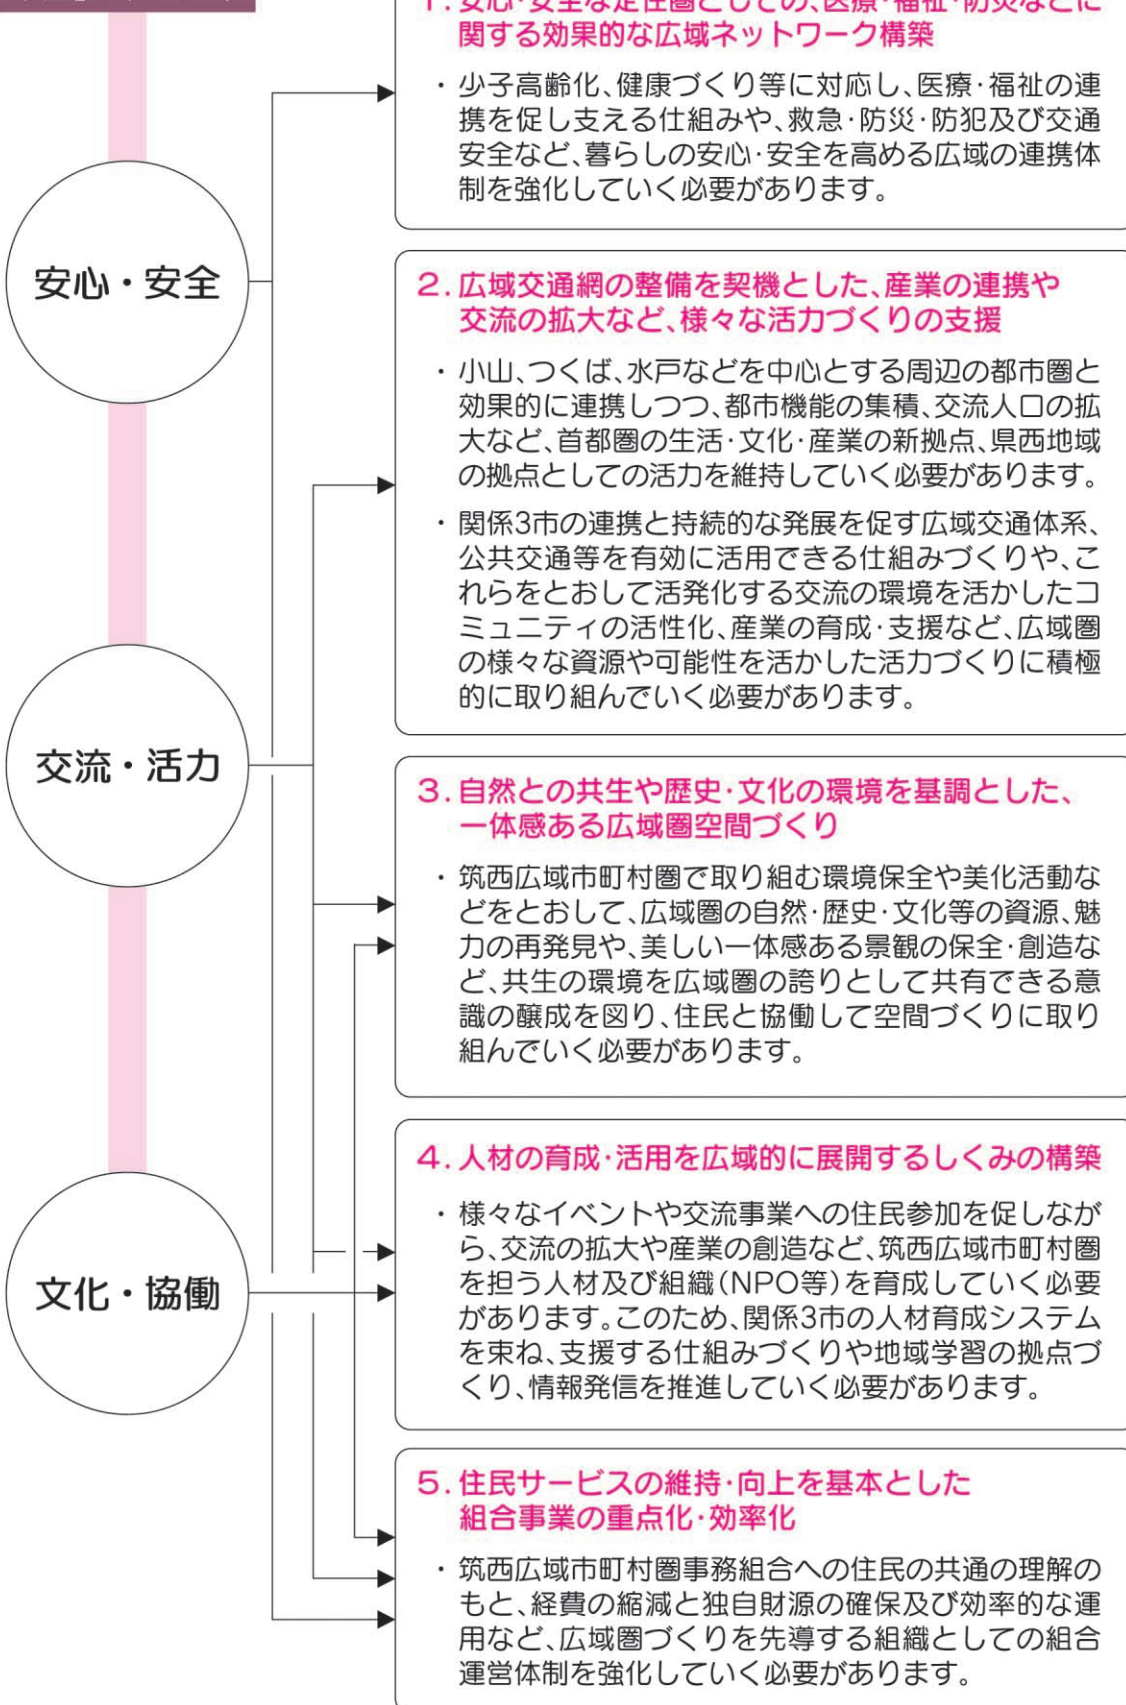 1. 安心・安全な定住圏としての、医療・福祉・防災などに
関する効果的な広域ネットワーク構築
・ 少子高齢化、健康づくり等に対応し、医療・福祉の連
携を促し支える仕組みや、救急・防災・防犯及び交通
安全など、暮らしの安心・安全を高める広域の連携体
制を強化していく必要があります。
安心・安全
2. 広域交通網の整備を契機とした、産業の連携や
交流の拡大など、様々な活力づくりの支援
・ 小山、つくば、水戸などを中心とする周辺の都市圏と
効果的に連携しつつ、都市機能の集積、交流人口の拡
大など、首都圏の生活・文化・産業の新拠点、県西地域
の拠点としての活力を維持していく必要があります。
・ 関係3市の連携と持続的な発展を促す広域交通体系、
公共交通等を有効に活用できる仕組みづくりや、こ
れらをとおして活発化する交流の環境を活かしたコ
ミュニティの活性化、産業の育成・支援など、広域圏
の様々な資源や可能性を活かした活力づくりに積極
的に取り組んでいく必要があります。
交流・活力
3. 自然との共生や歴史・文化の環境を基調とした、
一体感ある広域圏空間づくり
・ 筑西広域市町村圏で取り組む環境保全や美化活動な
どをとおして、広域圏の自然・歴史・文化等の資源、魅
力の再発見や、美しい一体感ある景観の保全・創造な
ど、共生の環境を広域圏の誇りとして共有できる意
識の醸成を図り、住民と協働して空間づくりに取り
組んでいく必要があります。
4. 人材の育成・活用を広域的に展開するしくみの構築
・ 様々なイベントや交流事業への住民参加を促しなが
ら、交流の拡大や産業の創造など、筑西広域市町村圏
を担う人材及び組織(NPO等)を育成していく必要
があります。このため、関係3市の人材育成システム
を束ね、支援する仕組みづくりや地域学習の拠点づ
くり、情報発信を推進していく必要があります。
文化・協働
5. 住民サービスの維持・向上を基本とした
組合事業の重点化・効率化
・ 筑西広域市町村圏事務組合への住民の共通の理解の
もと、経費の縮減と独自財源の確保及び効率的な運
用など、広域圏づくりを先導する組織としての組合
運営体制を強化していく必要があります。